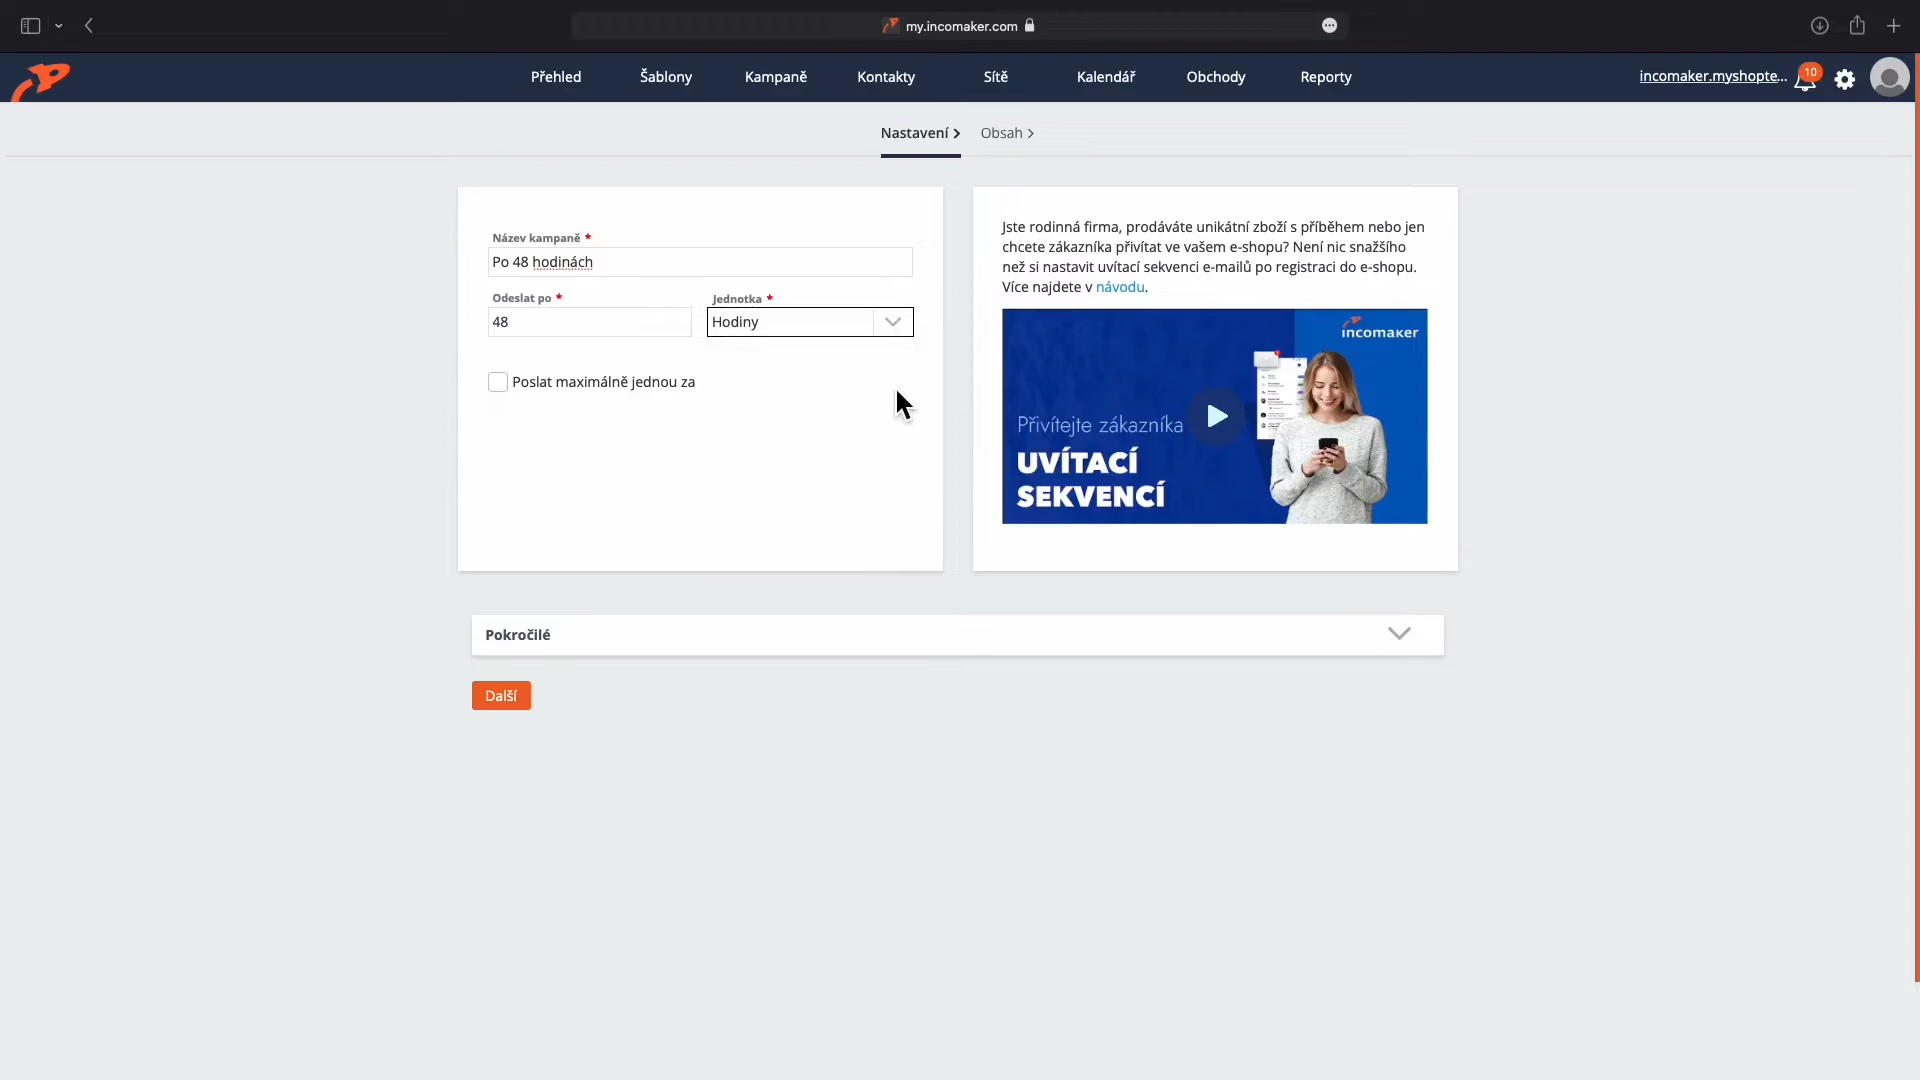 my.incomaker.com
Přehled
Šablony
Kampaně
Kontakty
Sítě
Kalendář
Obchody
Reporty
incomaker.myshopte...
10
Nastavení
Obsah
Název kampaně *
Po 48 hodinách
Odeslat po *
Jednotka *
48
Hodiny
Poslat maximálně jednou za
Jste rodinná firma, prodáváte unikátní zboží s příběhem nebo jen
chcete zákazníka přivítat ve vašem e-shopu? Není nic snažšího
než si nastavit uvítací sekvenci e-mailů po registraci do e-shopu.
Více najdete v návodu.
incomaker
Přivítejte zákazníka
UVÍTACÍ
SEKVENCÍ
Pokročilé
Další